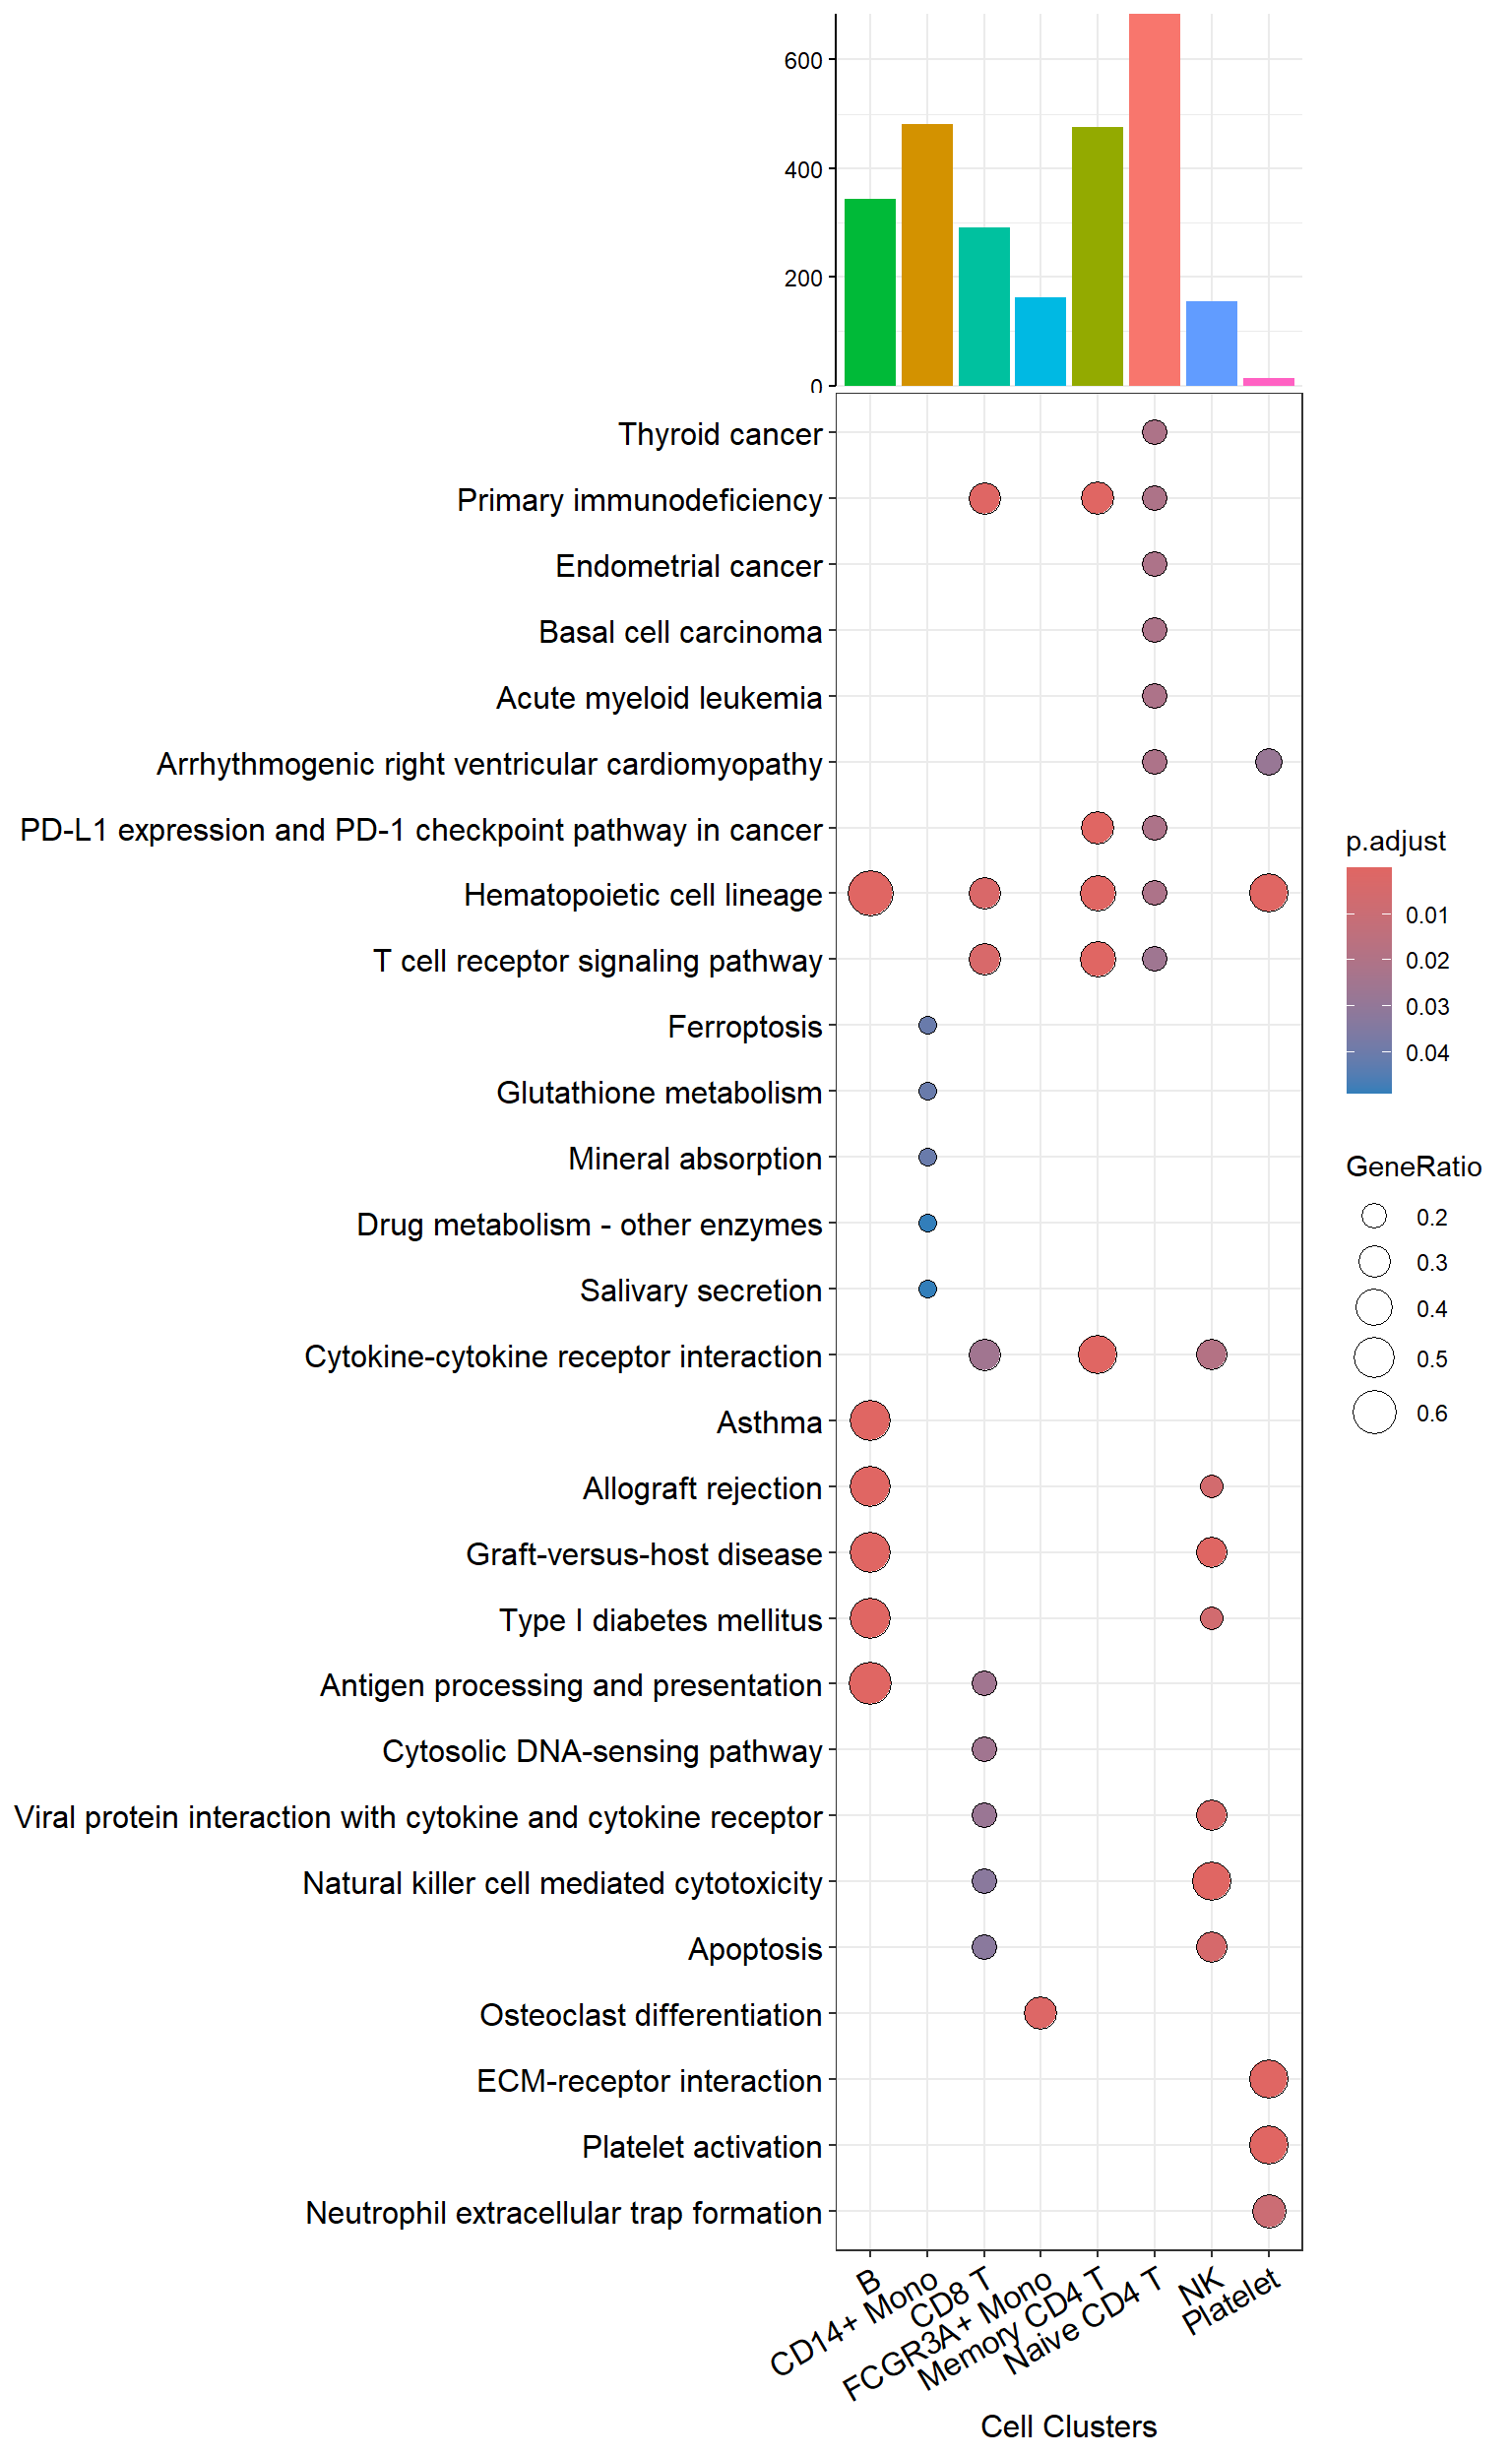 600
400
200
0
Thyroid cancer
Primary immunodeficiency
Endometrial cancer
Basal cell carcinoma
Acute myeloid leukemia
Arrhythmogenic right ventricular cardiomyopathy
PD-L1 expression and PD-1 checkpoint pathway in cancer
Hematopoietic cell lineage
T cell receptor signaling pathway
Ferroptosis
Glutathione metabolism
Mineral absorption
Drug metabolism - other enzymes
Salivary secretion
Cytokine-cytokine receptor interaction
Asthma
Allograft rejection
Graft-versus-host disease
Type I diabetes mellitus
Antigen processing and presentation
Cytosolic DNA-sensing pathway
Viral protein interaction with cytokine and cytokine receptor
Natural killer cell mediated cytotoxicity
Apoptosis
Osteoclast differentiation
ECM-receptor interaction
Platelet activation
Neutrophil extracellular trap formation
B
CD14+ Mono
CD8 T
FCGR3A+ Mono
Memory CD4 T
Naive CD4 T
NK
Platelet
Cell Clusters
p.adjust
0.01
0.02
0.03
0.04
GeneRatio
0.2
0.3
0.4
0.5
0.6